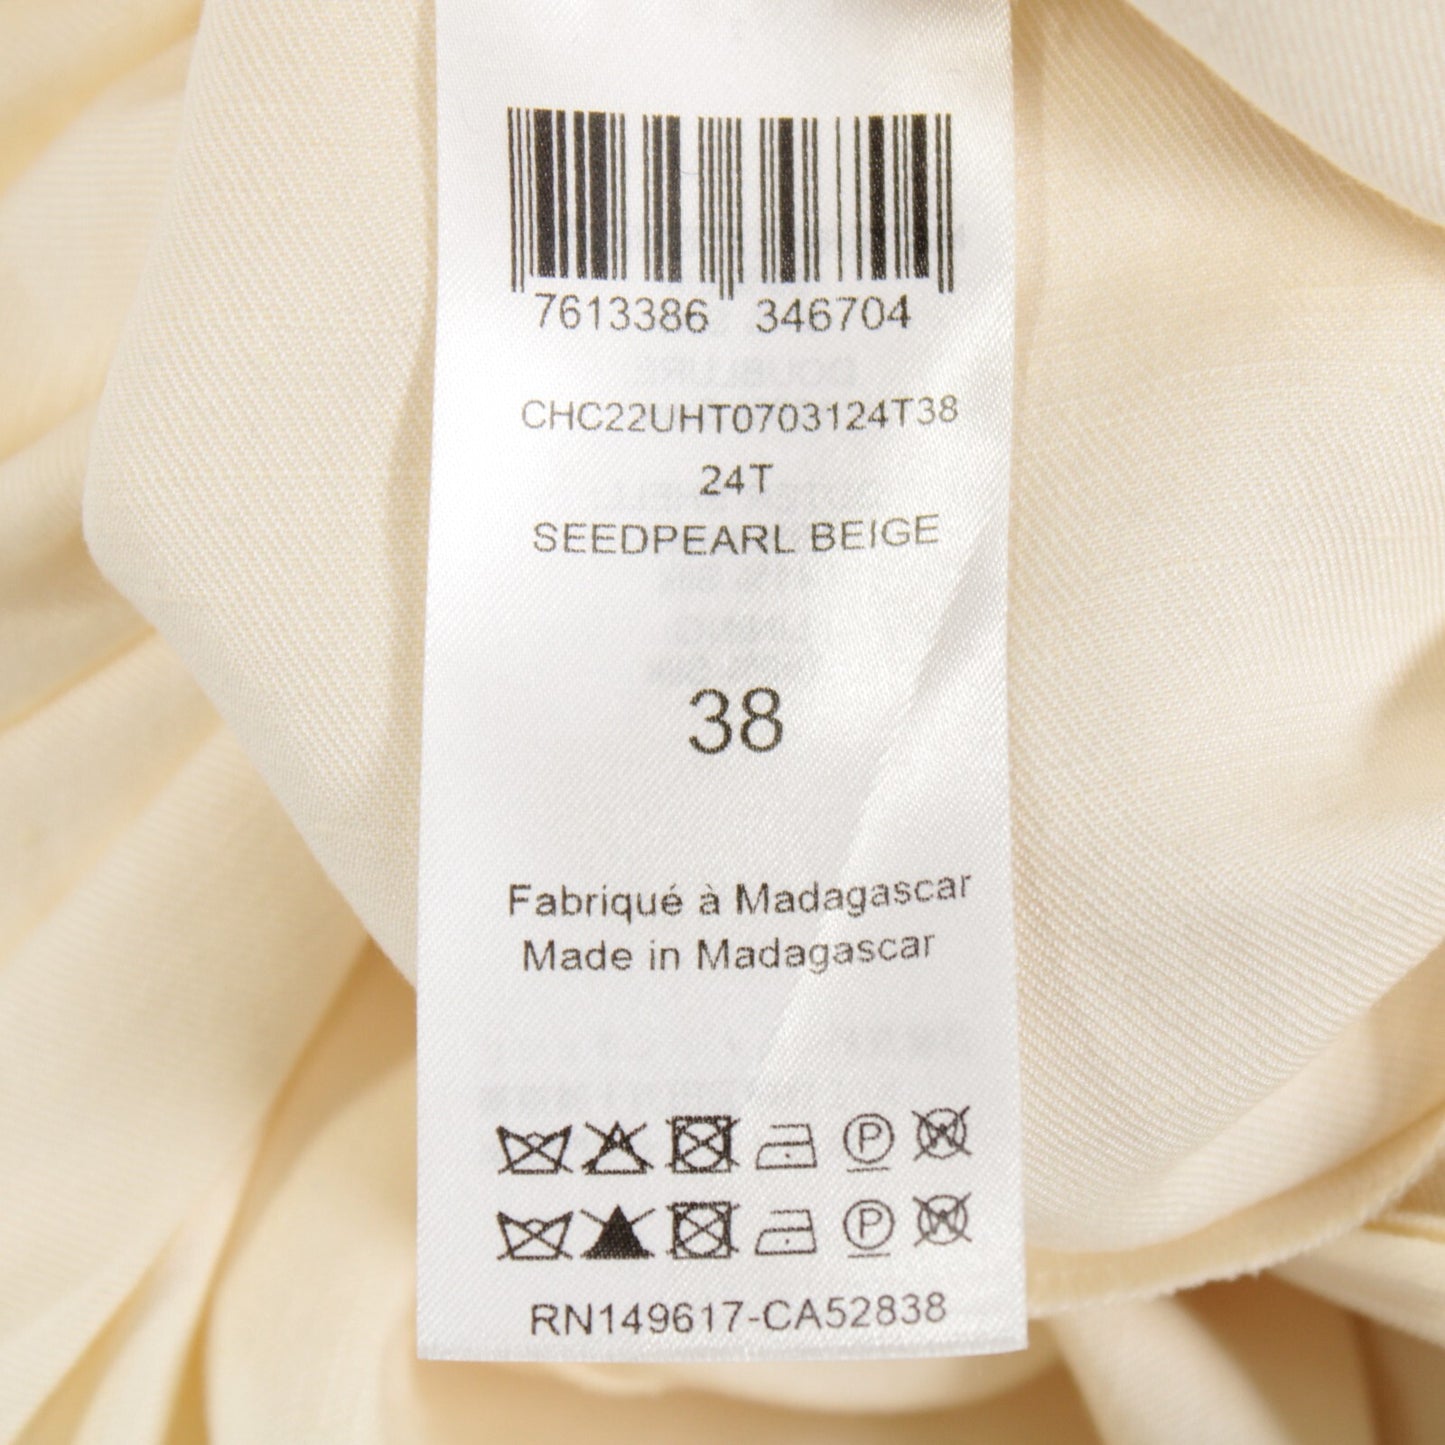 7613386 346704
CHC22UHT0703124T38
24T
SEEDPEARL BEIGE
38
Fabriqué à Madagascar
Made in Madagascar
P W
P W
RN149617-CA52838